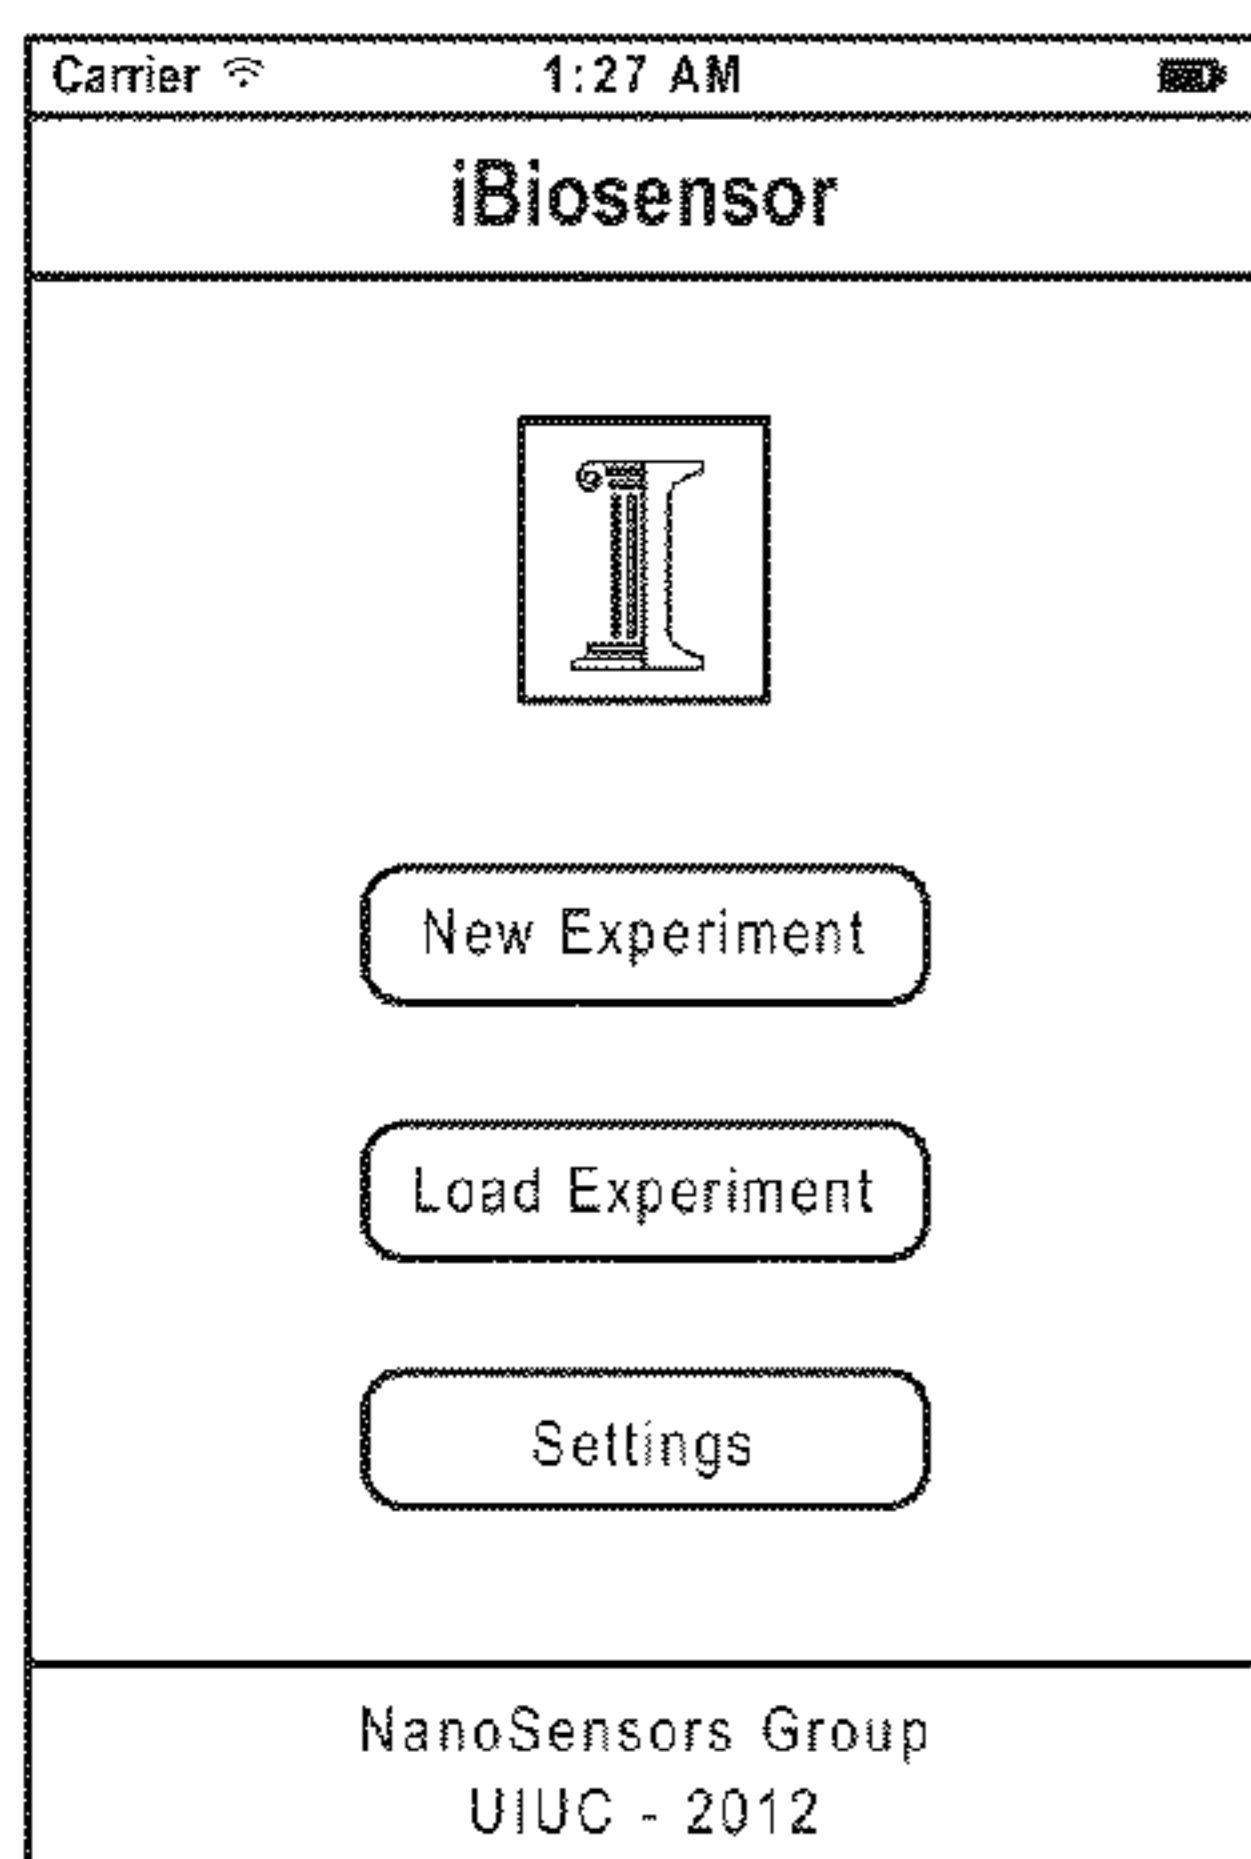 Carrier 1:27 AM
iBiosensor
I
New Experiment
Load Experiment
Settings
NanoSensors Group
UIUC - 2012